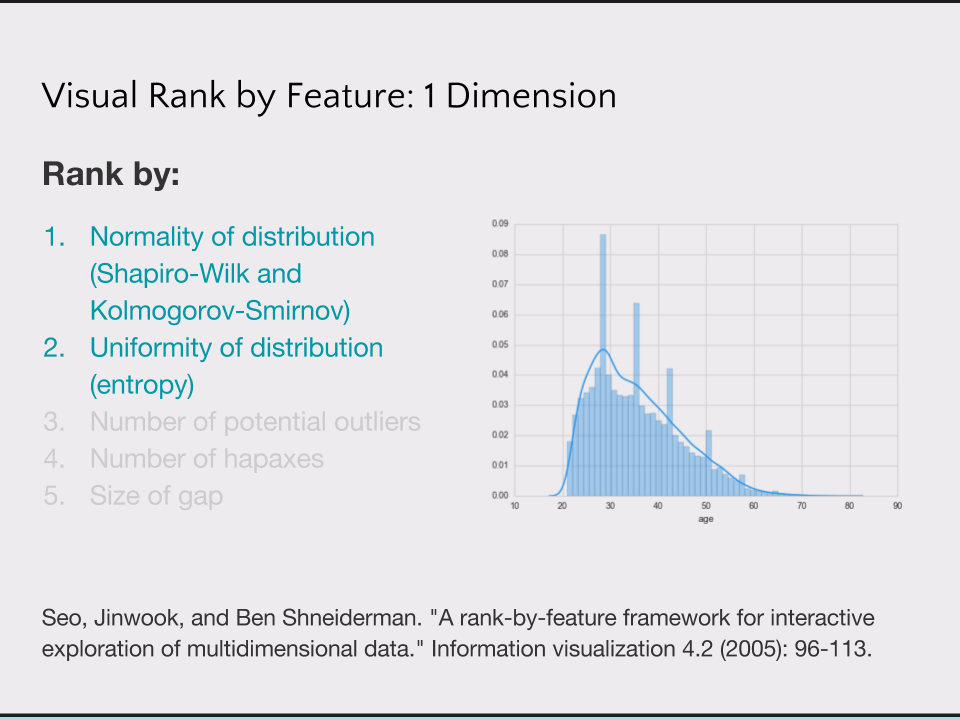 Visual Rank by Feature: 1 Dimension
Rank by:
1. Normality of distribution
(Shapiro-Wilk and
Kolmogorov-Smirnov)
2. Uniformity of distribution
(entropy)
3. Number of potential outliers
4. Number of hapaxes
5. Size of gap
0.09
0.08
0.07
0.06
0.05
0.04
0.03
0.02
0.01
0.00
10 20 30 40 50 60 70 80 90
age
Seo, Jinwook, and Ben Shneiderman. "A rank-by-feature framework for interactive
exploration of multidimensional data." Information visualization 4.2 (2005): 96-113.